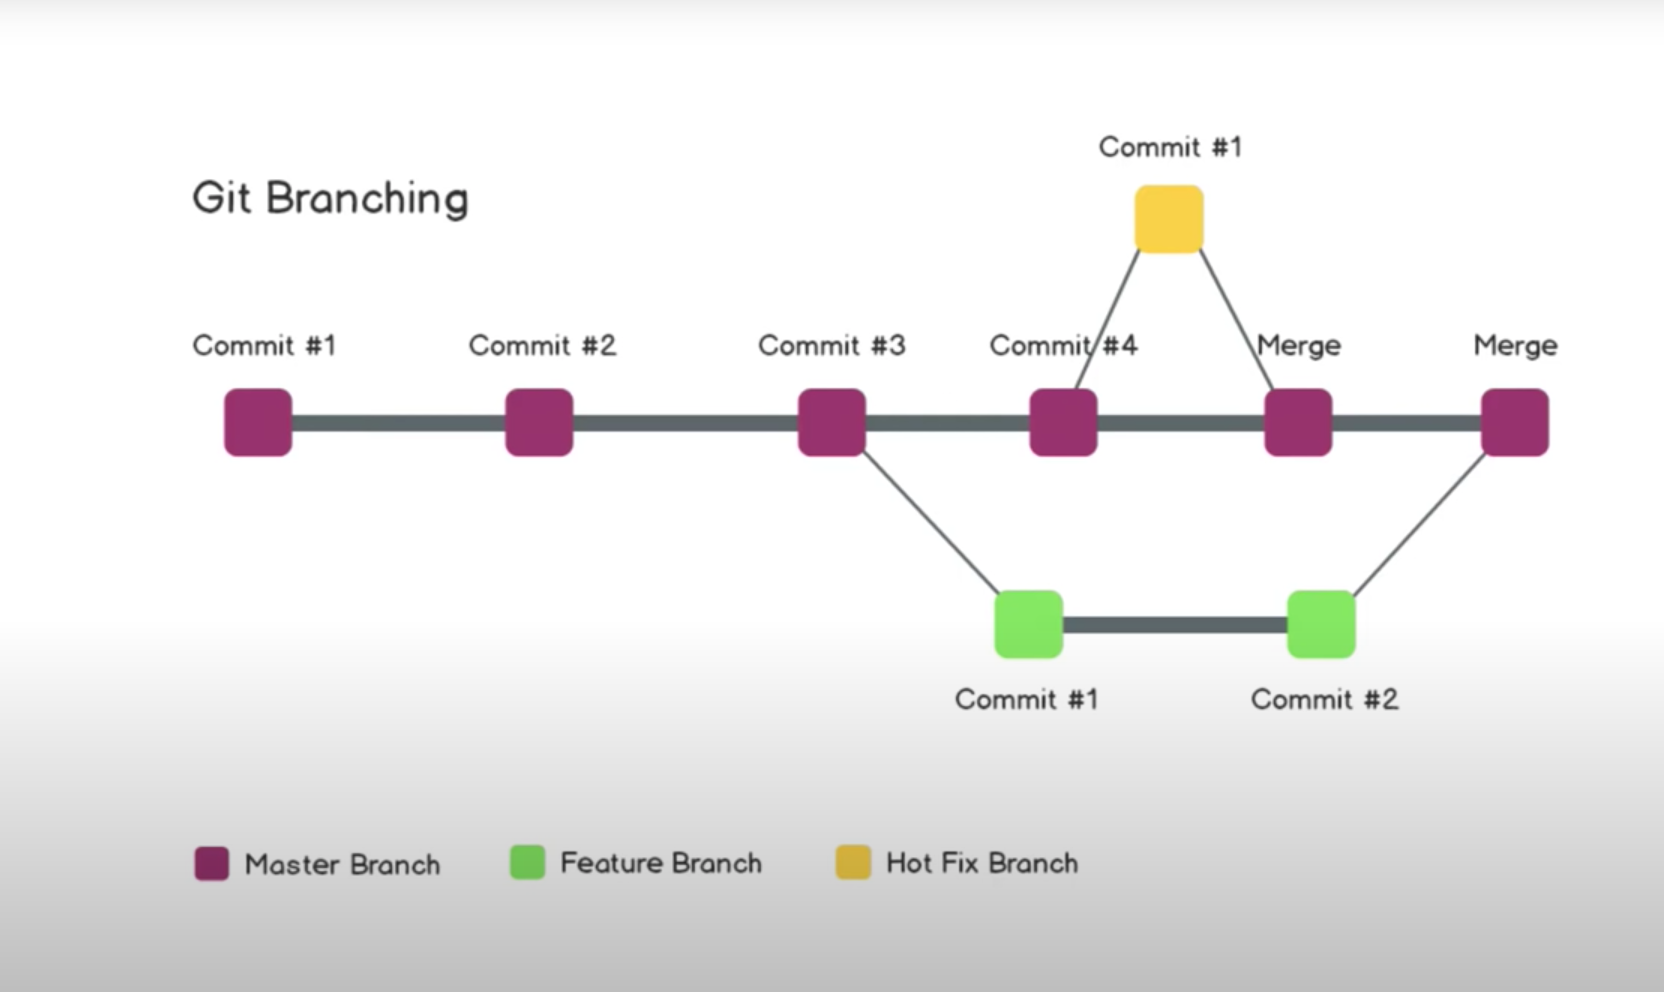 Commit #1
Git Branching
Commit #1 Commit #2 Commit #3 Commit #4 Merge Merge
Commit #1 Commit #2
Master Branch Feature Branch Hot Fix Branch